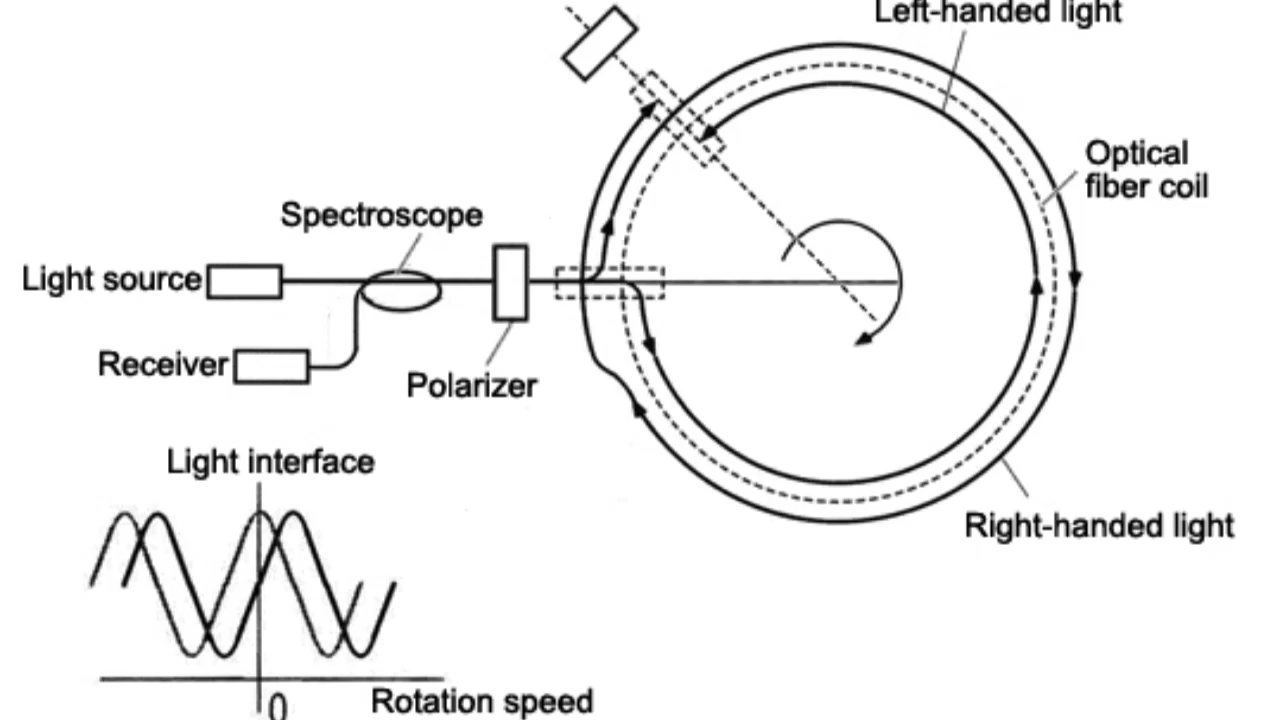 Left-handed light
Optical
fiber coil
Spectroscope
Light source
Receiver
Polarizer
Light interface
Right-handed light
0
Rotation speed